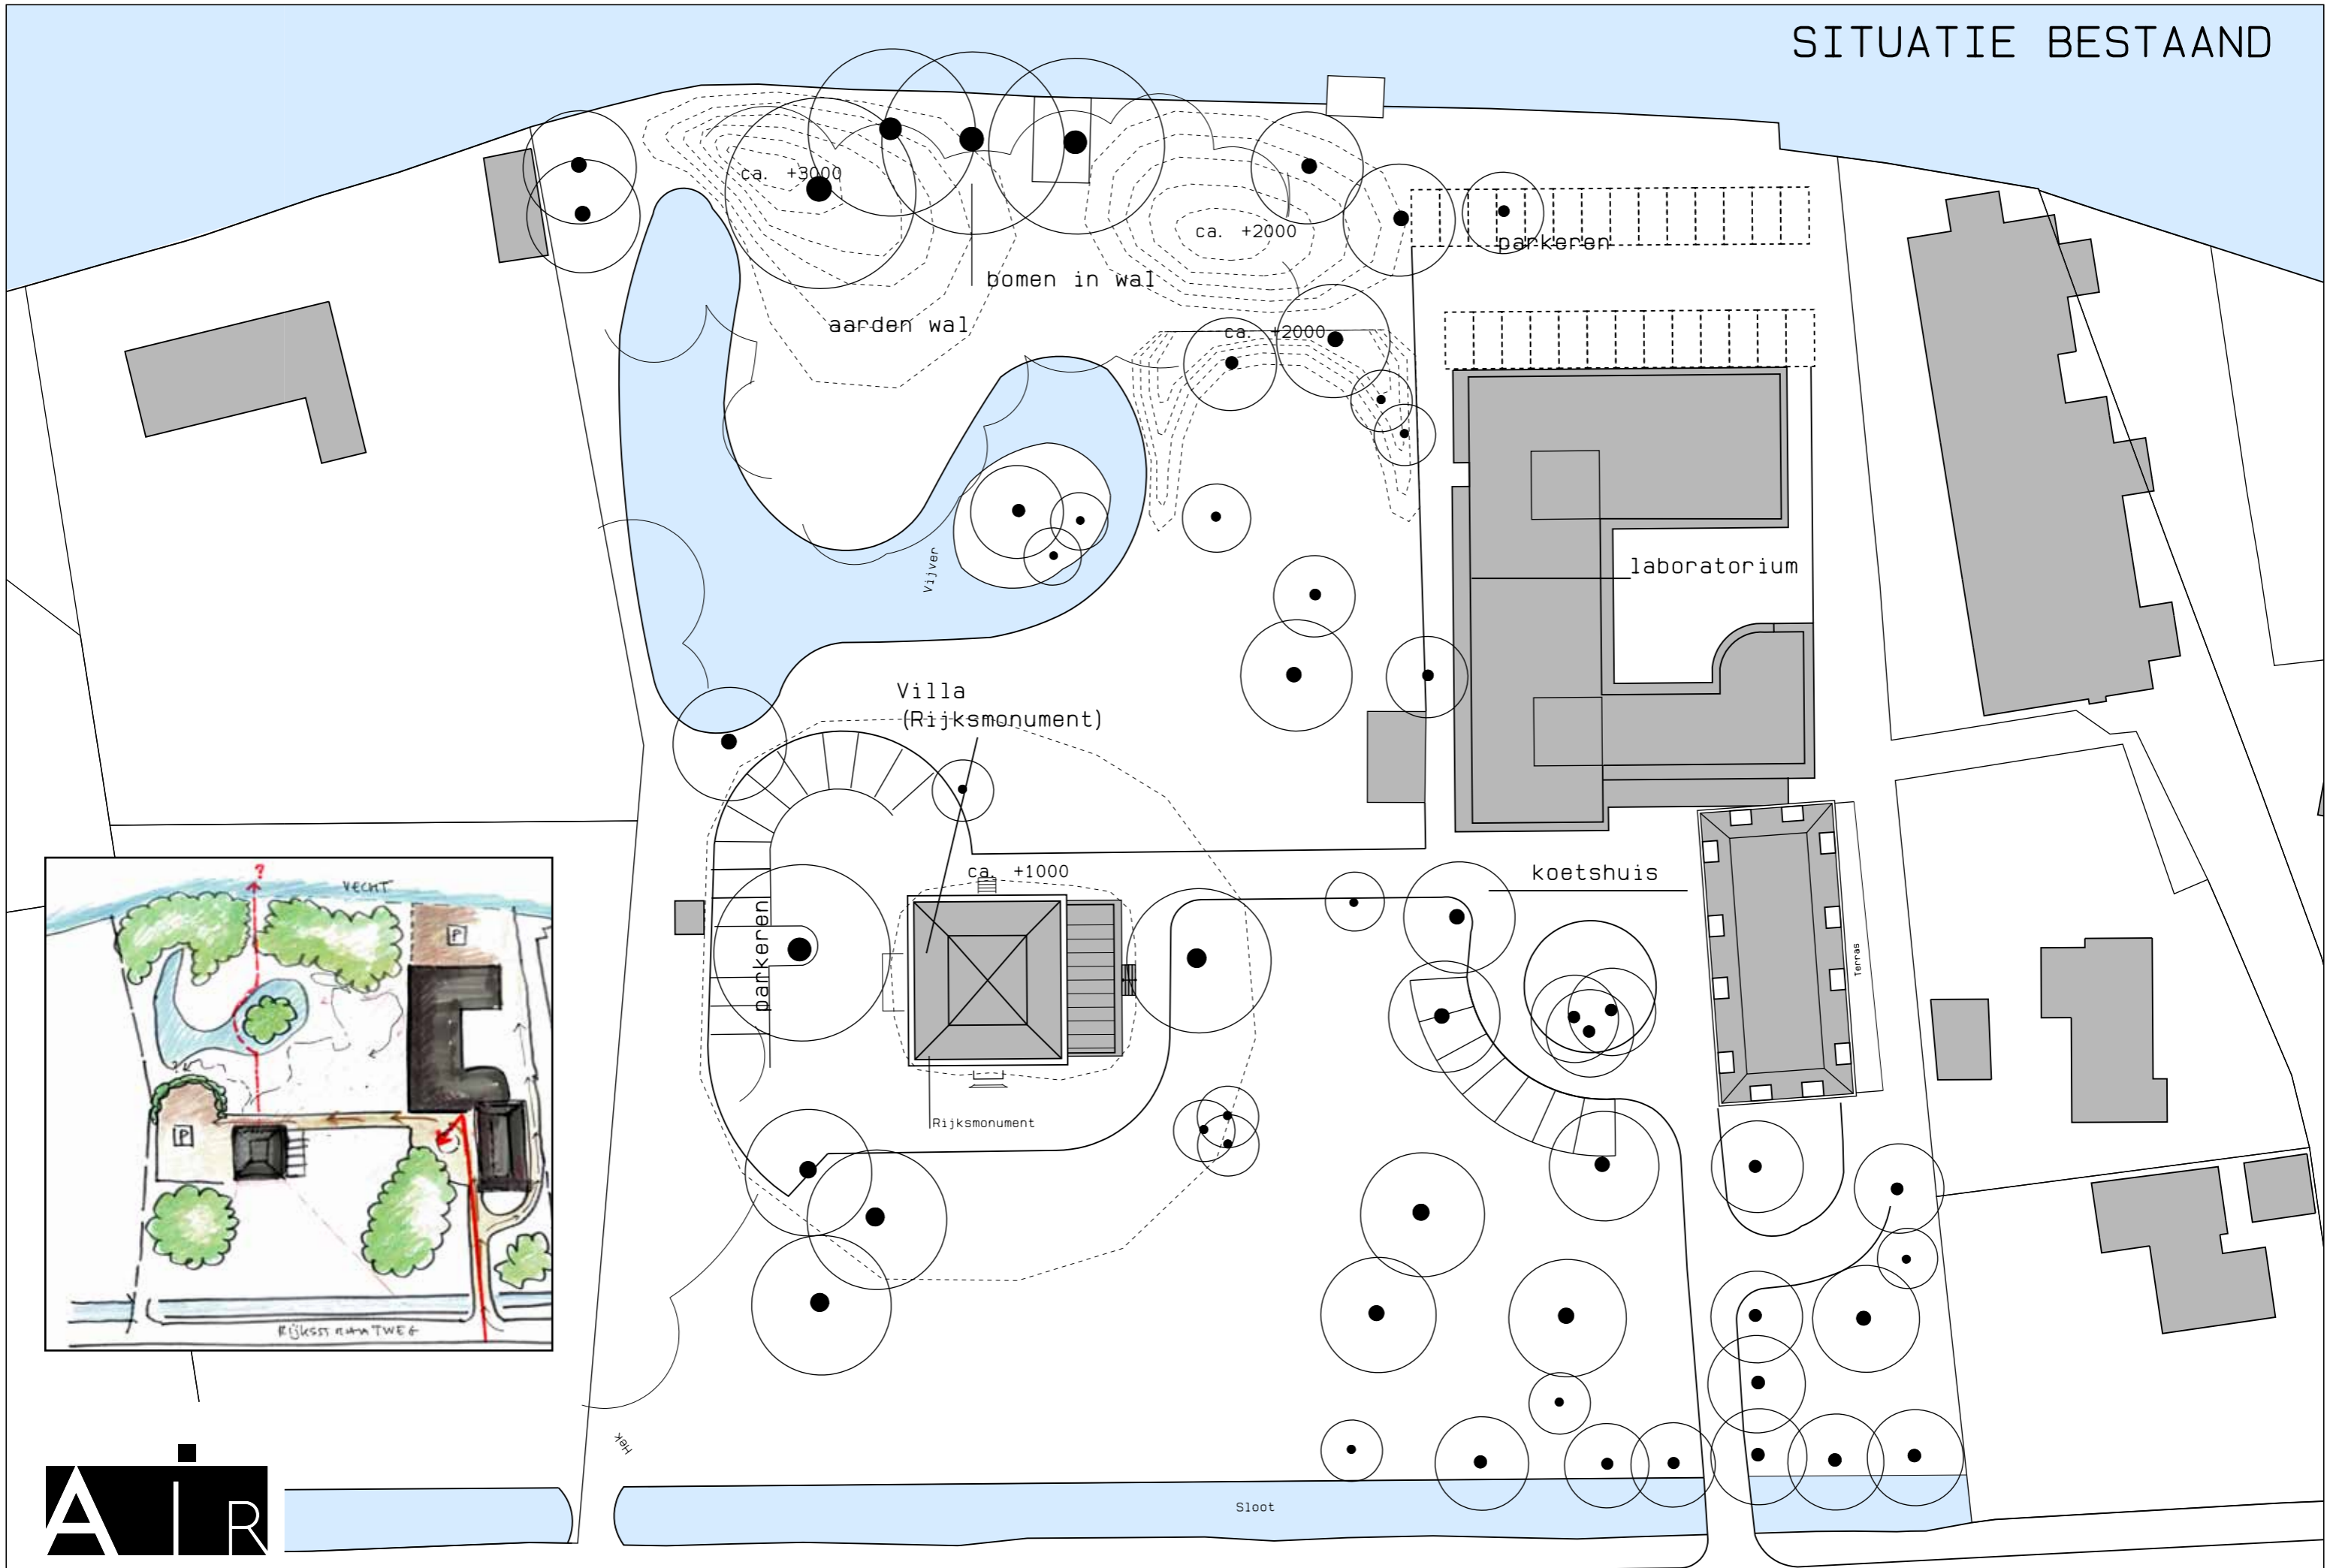 SITUATIE BESTAAND
ca. +3000
ca. +2000
parkeren
bomen in wal
aarden wal
ca. +2000
Vijver
laboratorium
Villa
(Rijksmonument)
ca. +1000
koetshuis
parkeren
Terras
Rijksmonument
?
VECHT
P
P
Hek
Sloot
AiR